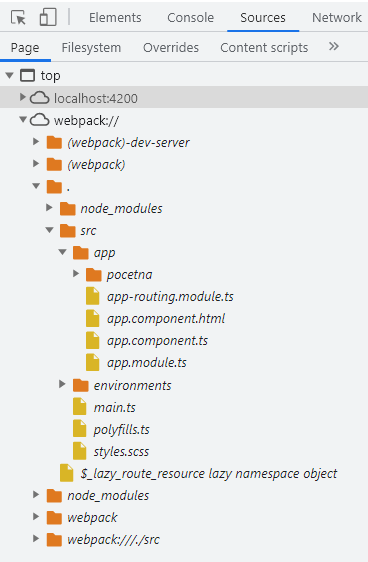 Elements Console Sources Network
Page Filesystem Overrides Content scripts »
top
localhost:4200
webpack://
(webpack)-dev-server
(webpack)
.
node_modules
src
app
pocetna
app-routing.module.ts
app.component.html
app.component.ts
app.module.ts
environments
main.ts
polyfills.ts
styles.scss
$_lazy_route_resource lazy namespace object
node_modules
webpack
webpack:///./src